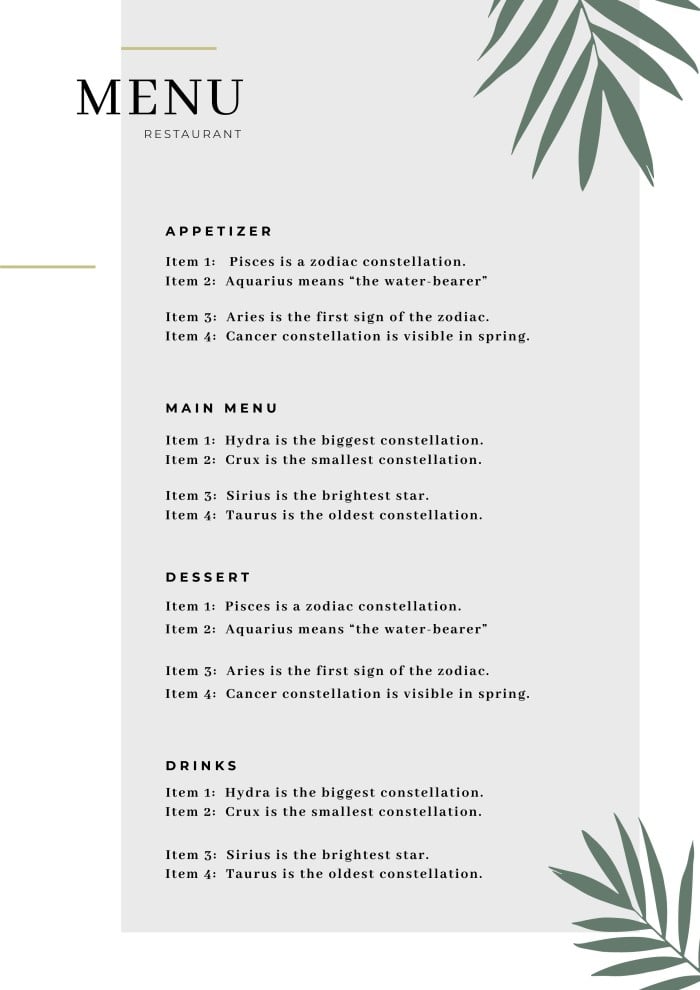 MENU
RESTAURANT
APPETIZER
Item 1: Pisces is a zodiac constellation.
Item 2: Aquarius means “the water-bearer”
Item 3: Aries is the first sign of the zodiac.
Item 4: Cancer constellation is visible in spring.
MAIN MENU
Item 1: Hydra is the biggest constellation.
Item 2: Crux is the smallest constellation.
Item 3: Sirius is the brightest star.
Item 4: Taurus is the oldest constellation.
DESSERT
Item 1: Pisces is a zodiac constellation.
Item 2: Aquarius means “the water-bearer”
Item 3: Aries is the first sign of the zodiac.
Item 4: Cancer constellation is visible in spring.
DRINKS
Item 1: Hydra is the biggest constellation.
Item 2: Crux is the smallest constellation.
Item 3: Sirius is the brightest star.
Item 4: Taurus is the oldest constellation.